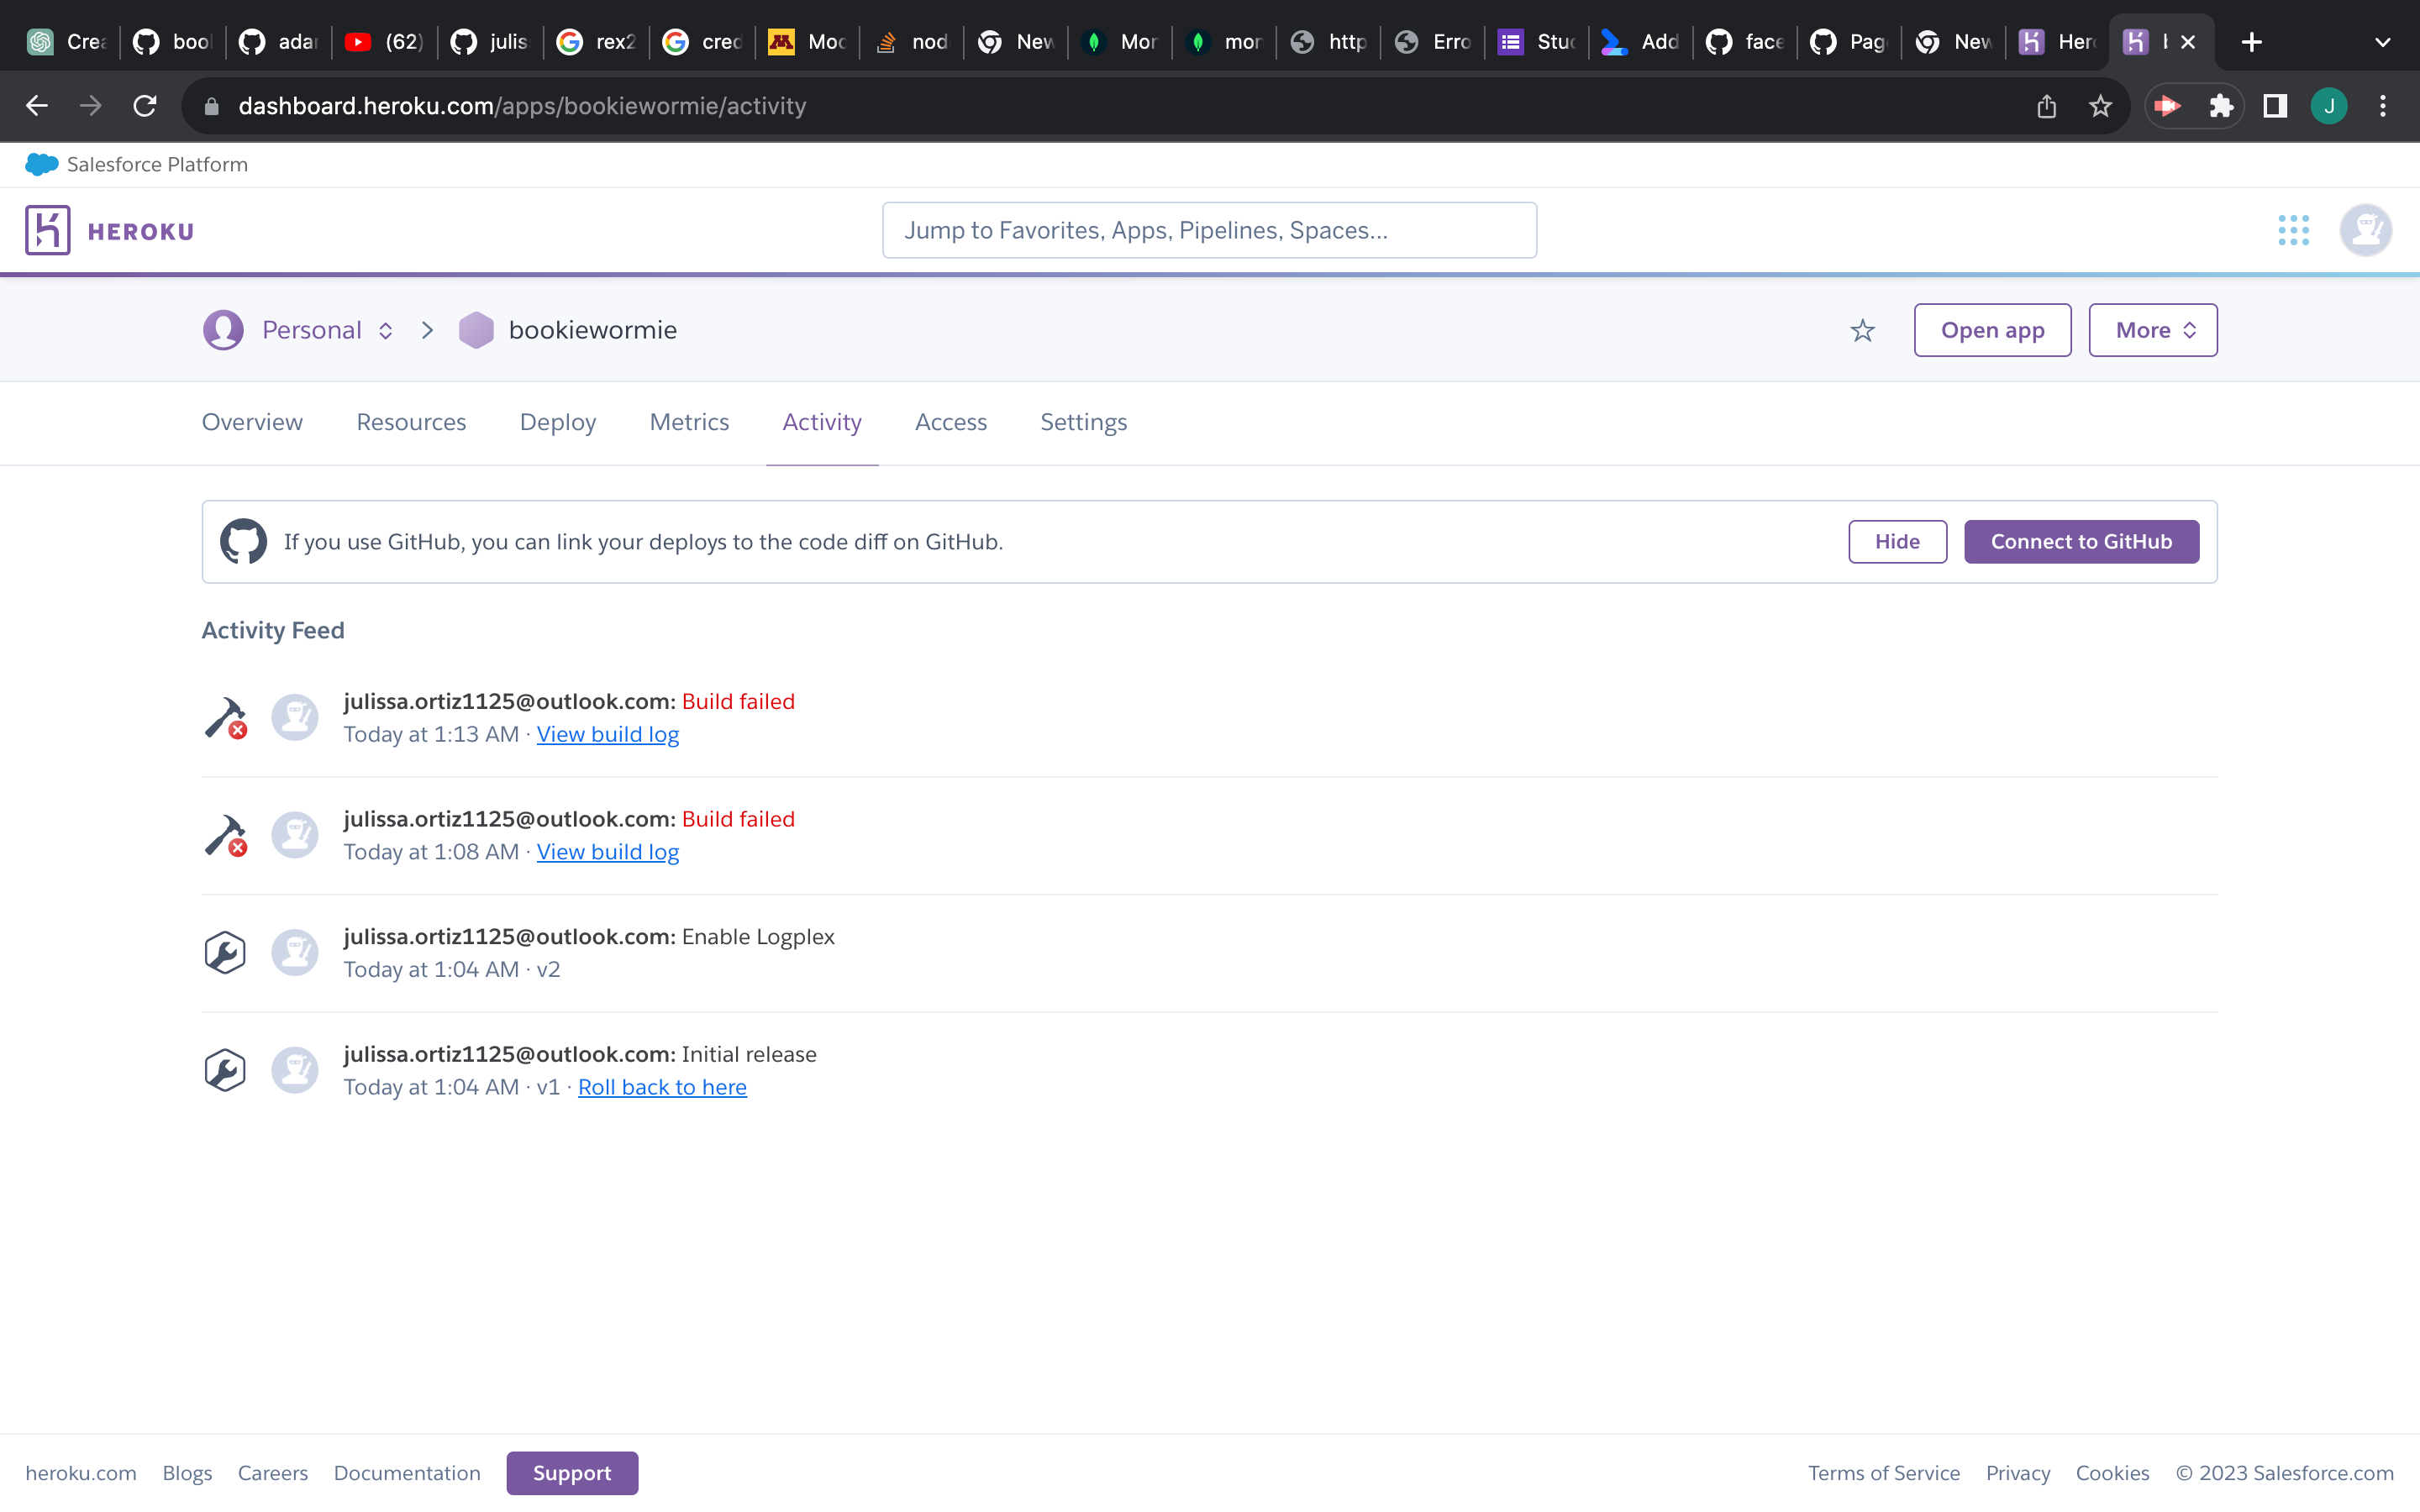 Crea bool adar (62) julis rex2 cred Moo nod New Mor mor http Erro Stud Add face Pag New Hero
dashboard.heroku.com/apps/bookiewormie/activity J
Salesforce Platform
HEROKU Jump to Favorites, Apps, Pipelines, Spaces...
Personal bookiewormie Open app More
Overview Resources Deploy Metrics Activity Access Settings
If you use GitHub, you can link your deploys to the code diff on GitHub. Hide Connect to GitHub
Activity Feed
julissa.ortiz1125@outlook.com: Build failed
Today at 1:13 AM · View build log
julissa.ortiz1125@outlook.com: Build failed
Today at 1:08 AM · View build log
julissa.ortiz1125@outlook.com: Enable Logplex
Today at 1:04 AM · v2
julissa.ortiz1125@outlook.com: Initial release
Today at 1:04 AM · v1 · Roll back to here
heroku.com Blogs Careers Documentation Support Terms of Service Privacy Cookies © 2023 Salesforce.com